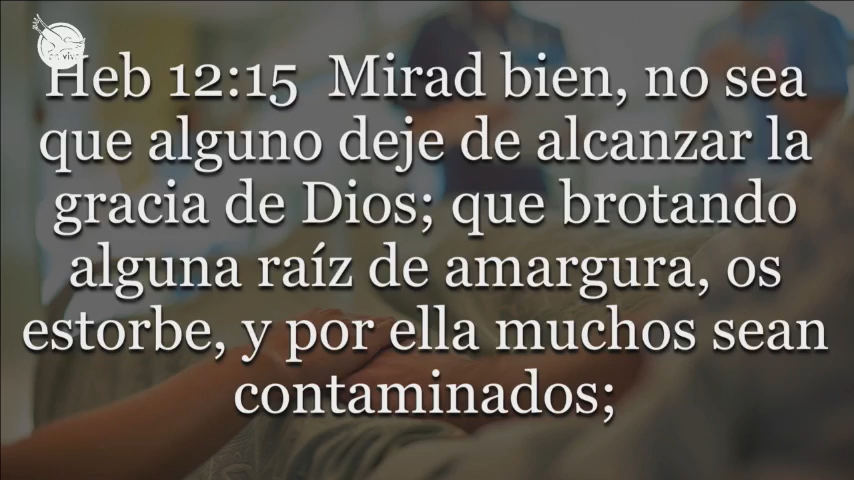 Heb 12:15 Mirad bien, no sea
que alguno deje de alcanzar la
gracia de Dios; que brotando
alguna raíz de amargura, os
estorbe, y por ella muchos sean
contaminados;